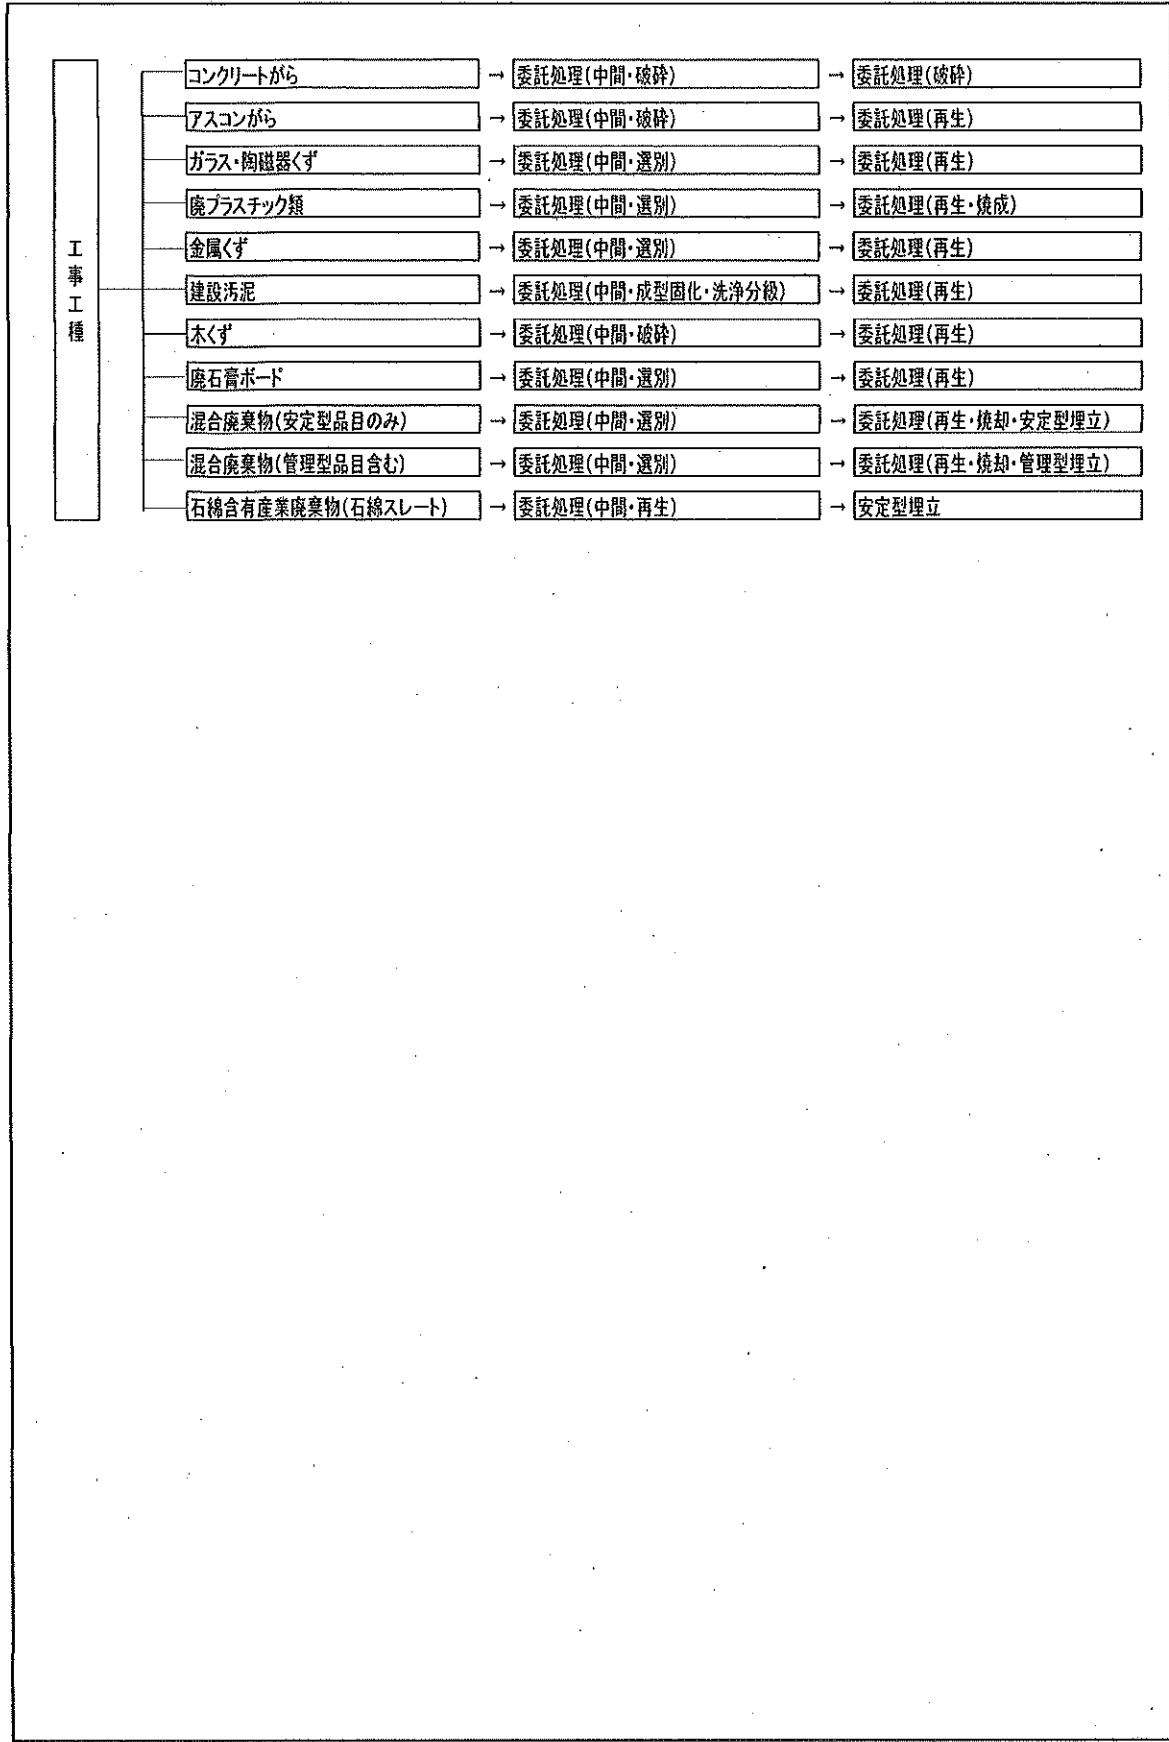 工事工種
コンクリートがら → 委託処理(中間・破砕) → 委託処理(破砕)
アスコンがら → 委託処理(中間・破砕) → 委託処理(再生)
ガラス・陶磁器くず → 委託処理(中間・選別) → 委託処理(再生)
廃プラスチック類 → 委託処理(中間・選別) → 委託処理(再生・焼成)
金属くず → 委託処理(中間・選別) → 委託処理(再生)
建設汚泥 → 委託処理(中間・成型固化・洗浄分級) → 委託処理(再生)
木くず → 委託処理(中間・破砕) → 委託処理(再生)
廃石膏ボード → 委託処理(中間・選別) → 委託処理(再生)
混合廃棄物(安定型品目のみ) → 委託処理(中間・選別) → 委託処理(再生・焼却・安定型埋立)
混合廃棄物(管理型品目含む) → 委託処理(中間・選別) → 委託処理(再生・焼却・管理型埋立)
石綿含有産業廃棄物(石綿スレート) → 委託処理(中間・再生) → 安定型埋立